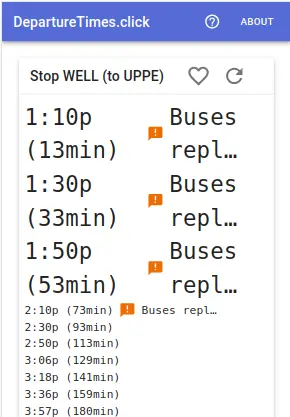 DepartureTimes.click ABOUT
Stop WELL (to UPPE)
1:10p Buses
(13min) repl…
1:30p Buses
(33min) repl…
1:50p Buses
(53min) repl…
2:10p (73min) Buses repl…
2:30p (93min)
2:50p (113min)
3:06p (129min)
3:18p (141min)
3:36p (159min)
3:57p (180min)